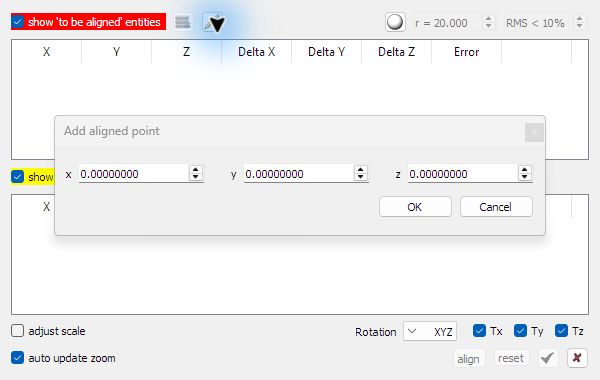 show 'to be aligned' entities
r = 20.000
RMS < 10%
X Y Z Delta X Delta Y Delta Z Error
Add aligned point
x
show
x 0.00000000 y 0.00000000 z 0.00000000
X
OK Cancel
adjust scale
Rotation XYZ Tx Ty Tz
auto update zoom
align reset